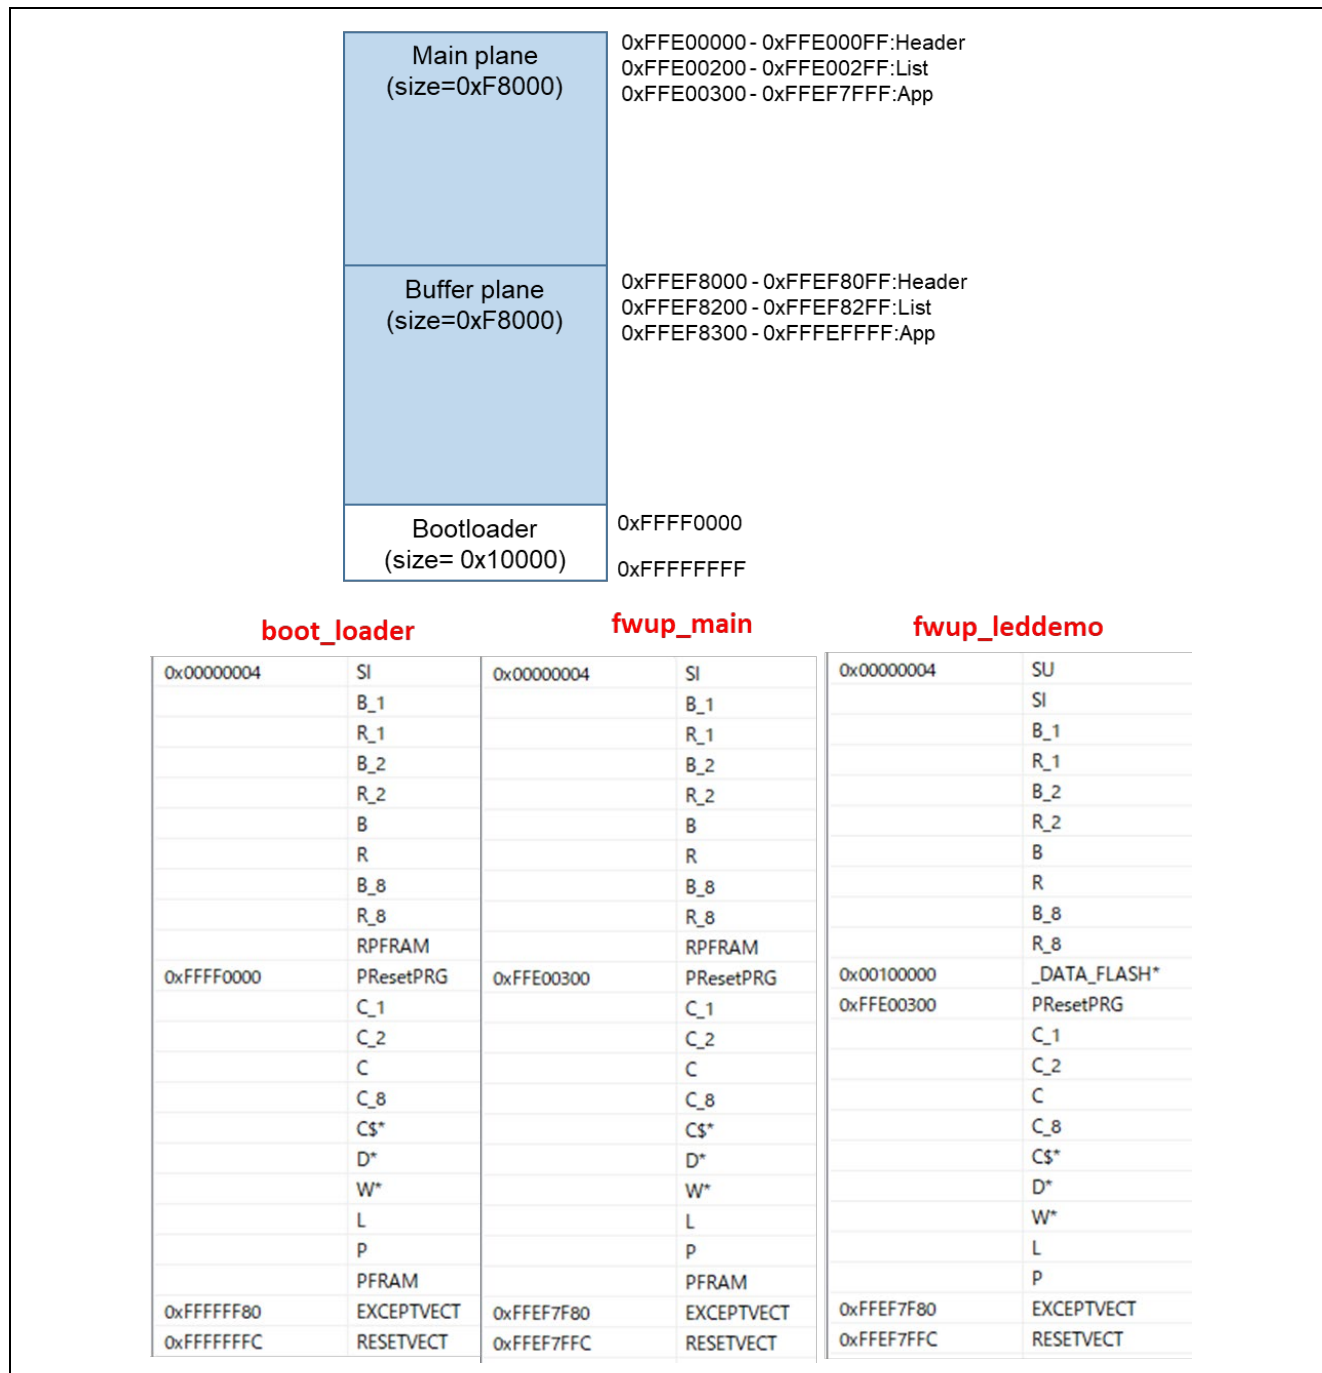 Main plane
(size=0xF8000)
0xFFE00000 - 0xFFE000FF:Header
0xFFE00200 - 0xFFE002FF:List
0xFFE00300 - 0xFFEF7FFF:App
Buffer plane
(size=0xF8000)
0xFFEF8000 - 0xFFEF80FF:Header
0xFFEF8200 - 0xFFEF82FF:List
0xFFEF8300 - 0xFFFEFFFF:App
Bootloader
(size= 0x10000)
0xFFFF0000
0xFFFFFFFF
boot_loader
0x00000004 SI
B_1
R_1
B_2
R_2
B
R
B_8
R_8
RPFRAM
0xFFFF0000 PResetPRG
C_1
C_2
C
C_8
C$*
D*
W*
L
P
PFRAM
0xFFFFFF80 EXCEPTVECT
0xFFFFFFFC RESETVECT
fwup_main
0x00000004 SI
B_1
R_1
B_2
R_2
B
R
B_8
R_8
RPFRAM
0xFFE00300 PResetPRG
C_1
C_2
C
C_8
C$*
D*
W*
L
P
PFRAM
0xFFEF7F80 EXCEPTVECT
0xFFEF7FFC RESETVECT
fwup_leddemo
0x00000004 SU
SI
B_1
R_1
B_2
R_2
B
R
B_8
R_8
0x00100000 _DATA_FLASH*
0xFFE00300 PResetPRG
C_1
C_2
C
C_8
C$*
D*
W*
L
P
0xFFEF7F80 EXCEPTVECT
0xFFEF7FFC RESETVECT